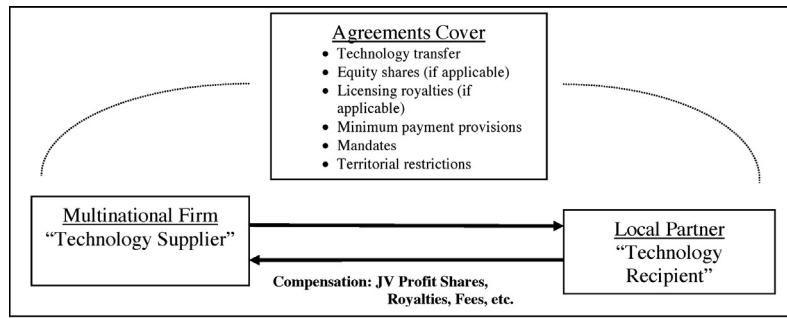 Agreements Cover
• Technology transfer
• Equity shares (if applicable)
• Licensing royalties (if
applicable)
• Minimum payment provisions
• Mandates
• Territorial restrictions
Multinational Firm
“Technology Supplier”
Local Partner
“Technology
Recipient”
Compensation: JV Profit Shares,
Royalties, Fees, etc.